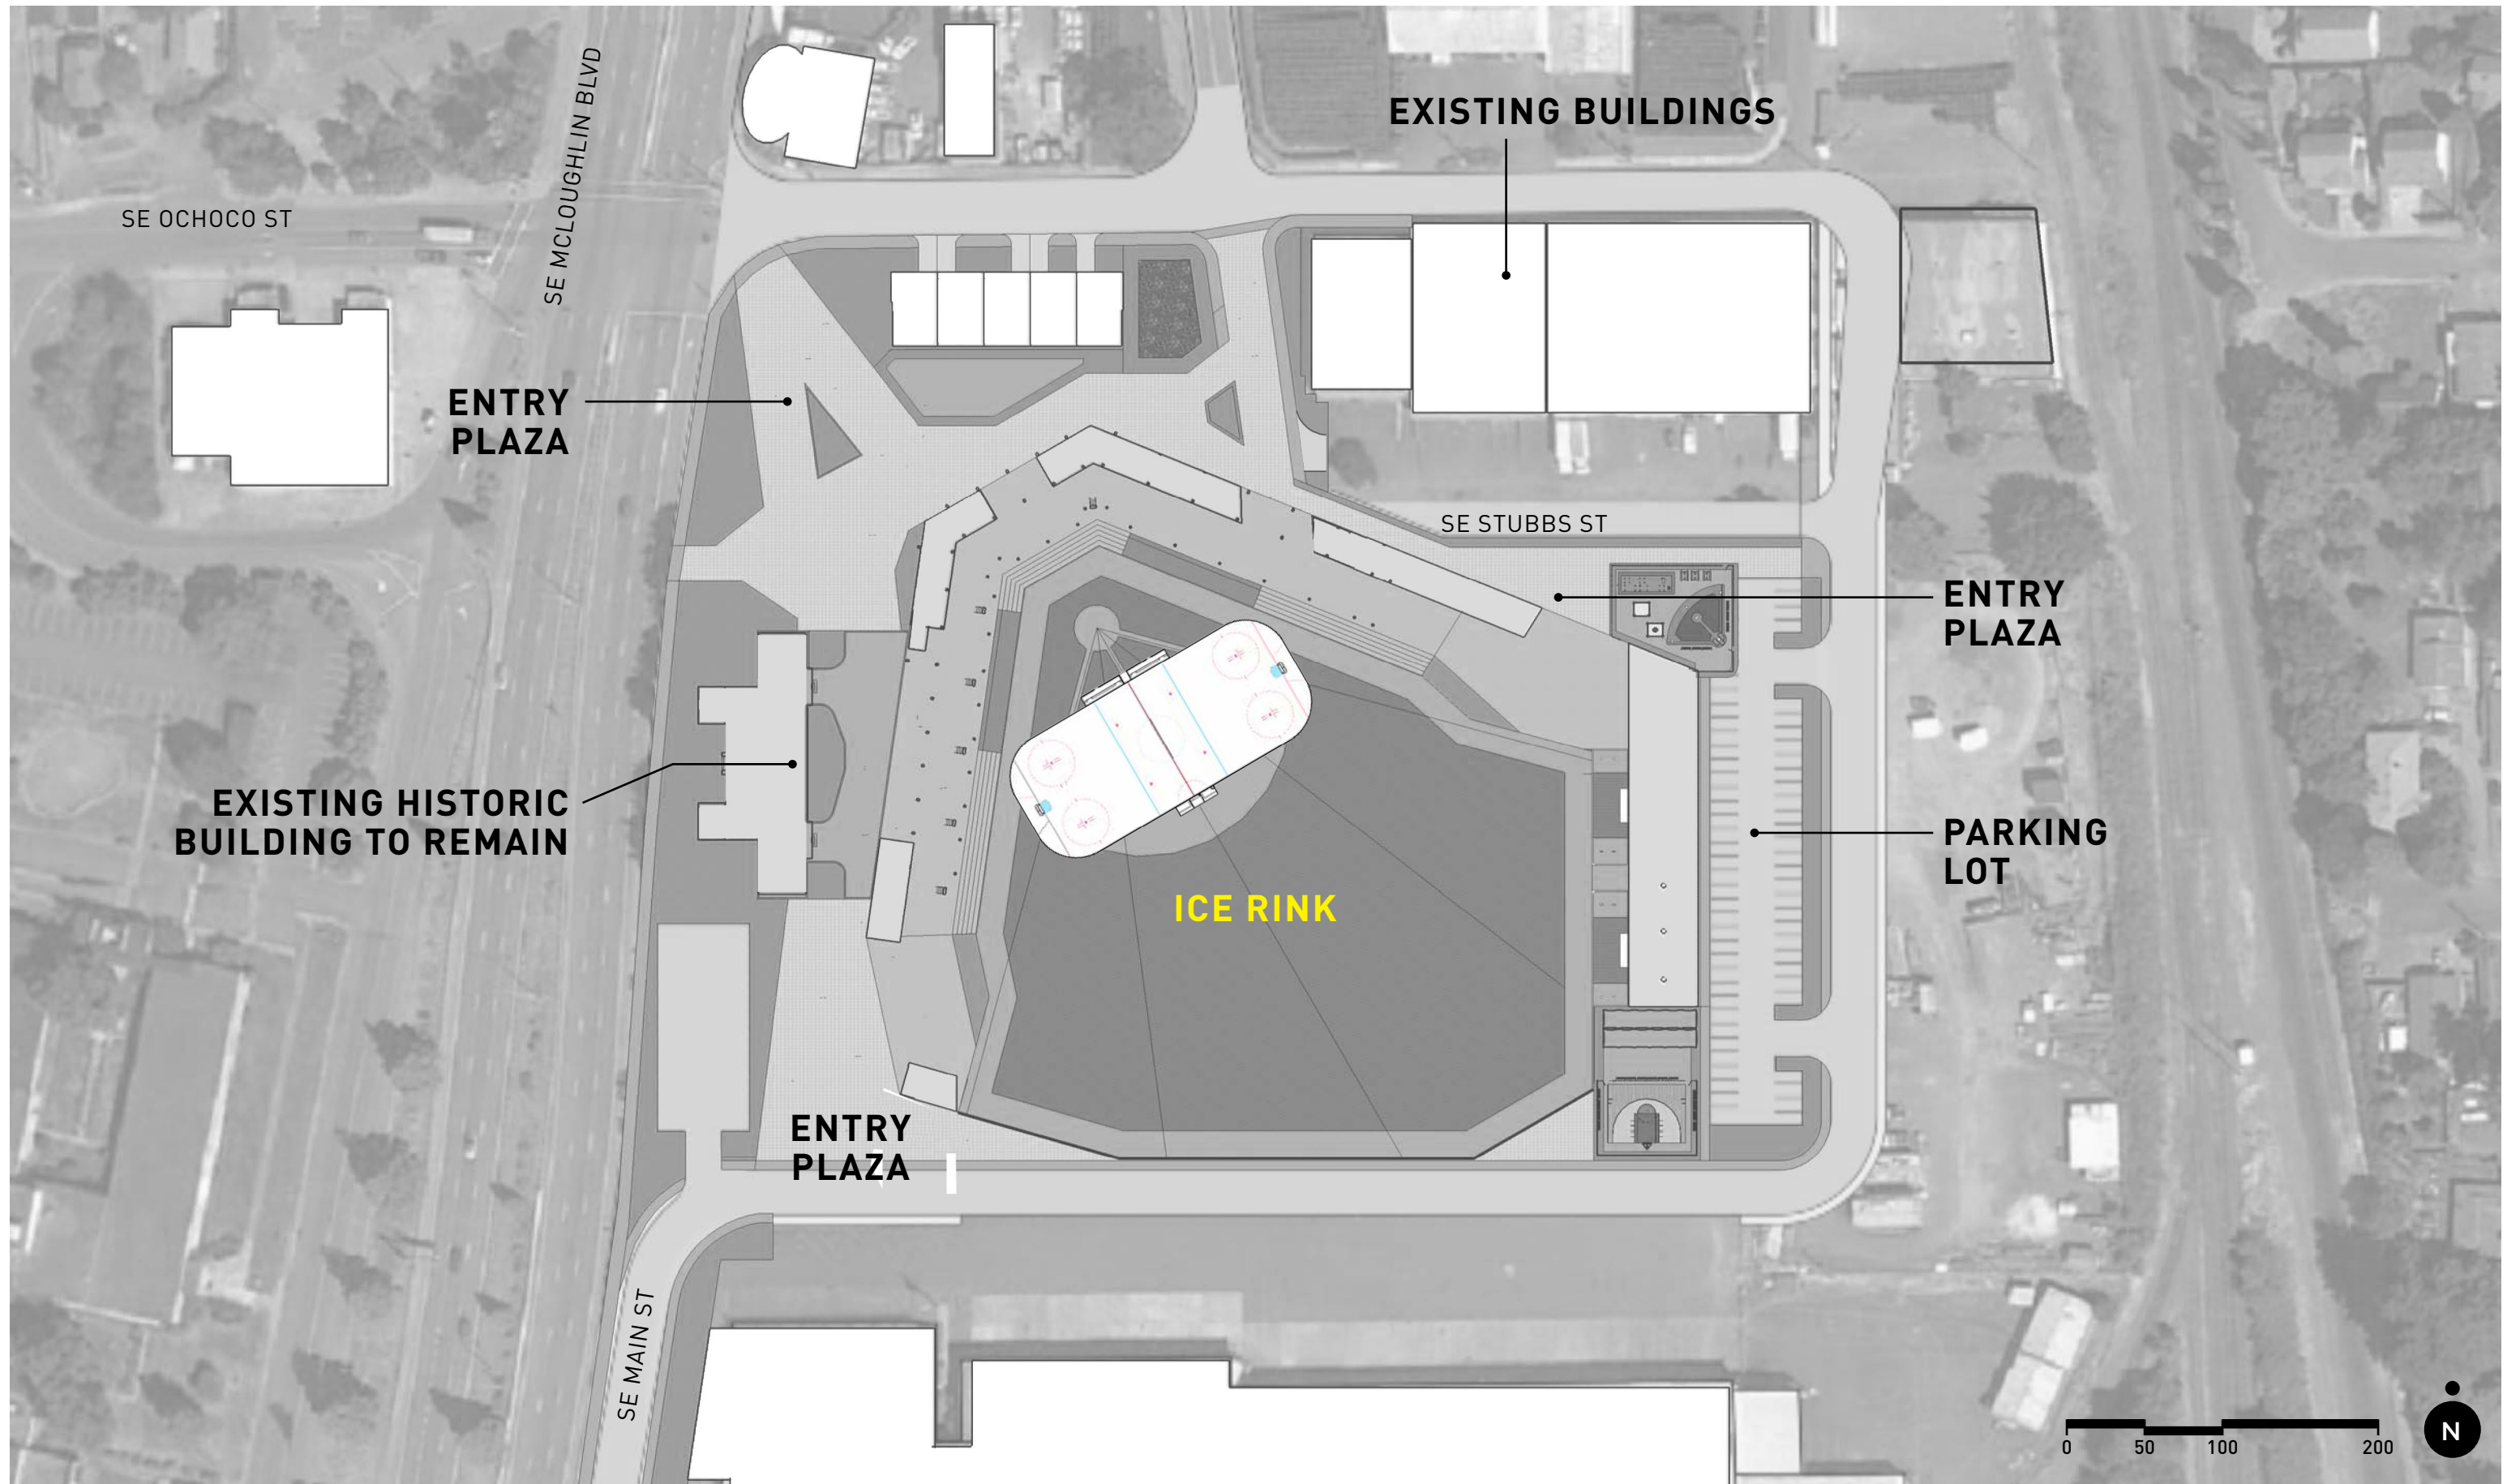 EXISTING BUILDINGS
SE OCHOCO ST
SE MCLOUGHLIN BLVD
ENTRY
PLAZA
SE STUBBS ST
ENTRY
PLAZA
EXISTING HISTORIC
BUILDING TO REMAIN
PARKING
LOT
ICE RINK
ENTRY
PLAZA
SE MAIN ST
0 50 100 200
N